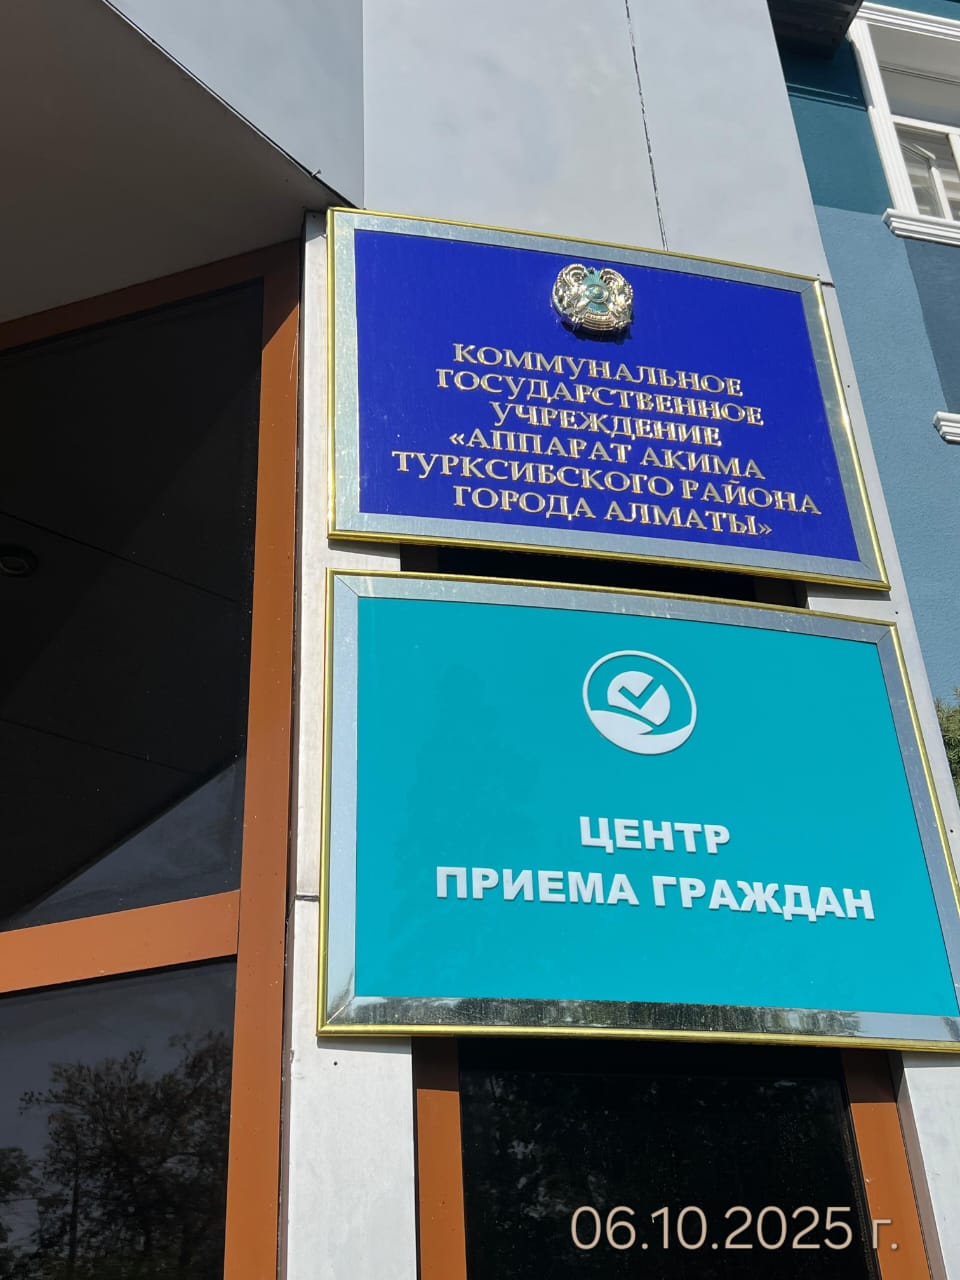 КОММУНАЛЬНОЕ
ГОСУДАРСТВЕННОЕ
УЧРЕЖДЕНИЕ
«АППАРАТ АКИМА
ТУРКСИБСКОГО РАЙОНА
ГОРОДА АЛМАТЫ»
ЦЕНТР
ПРИЕМА ГРАЖДАН
06.10.2025 г.